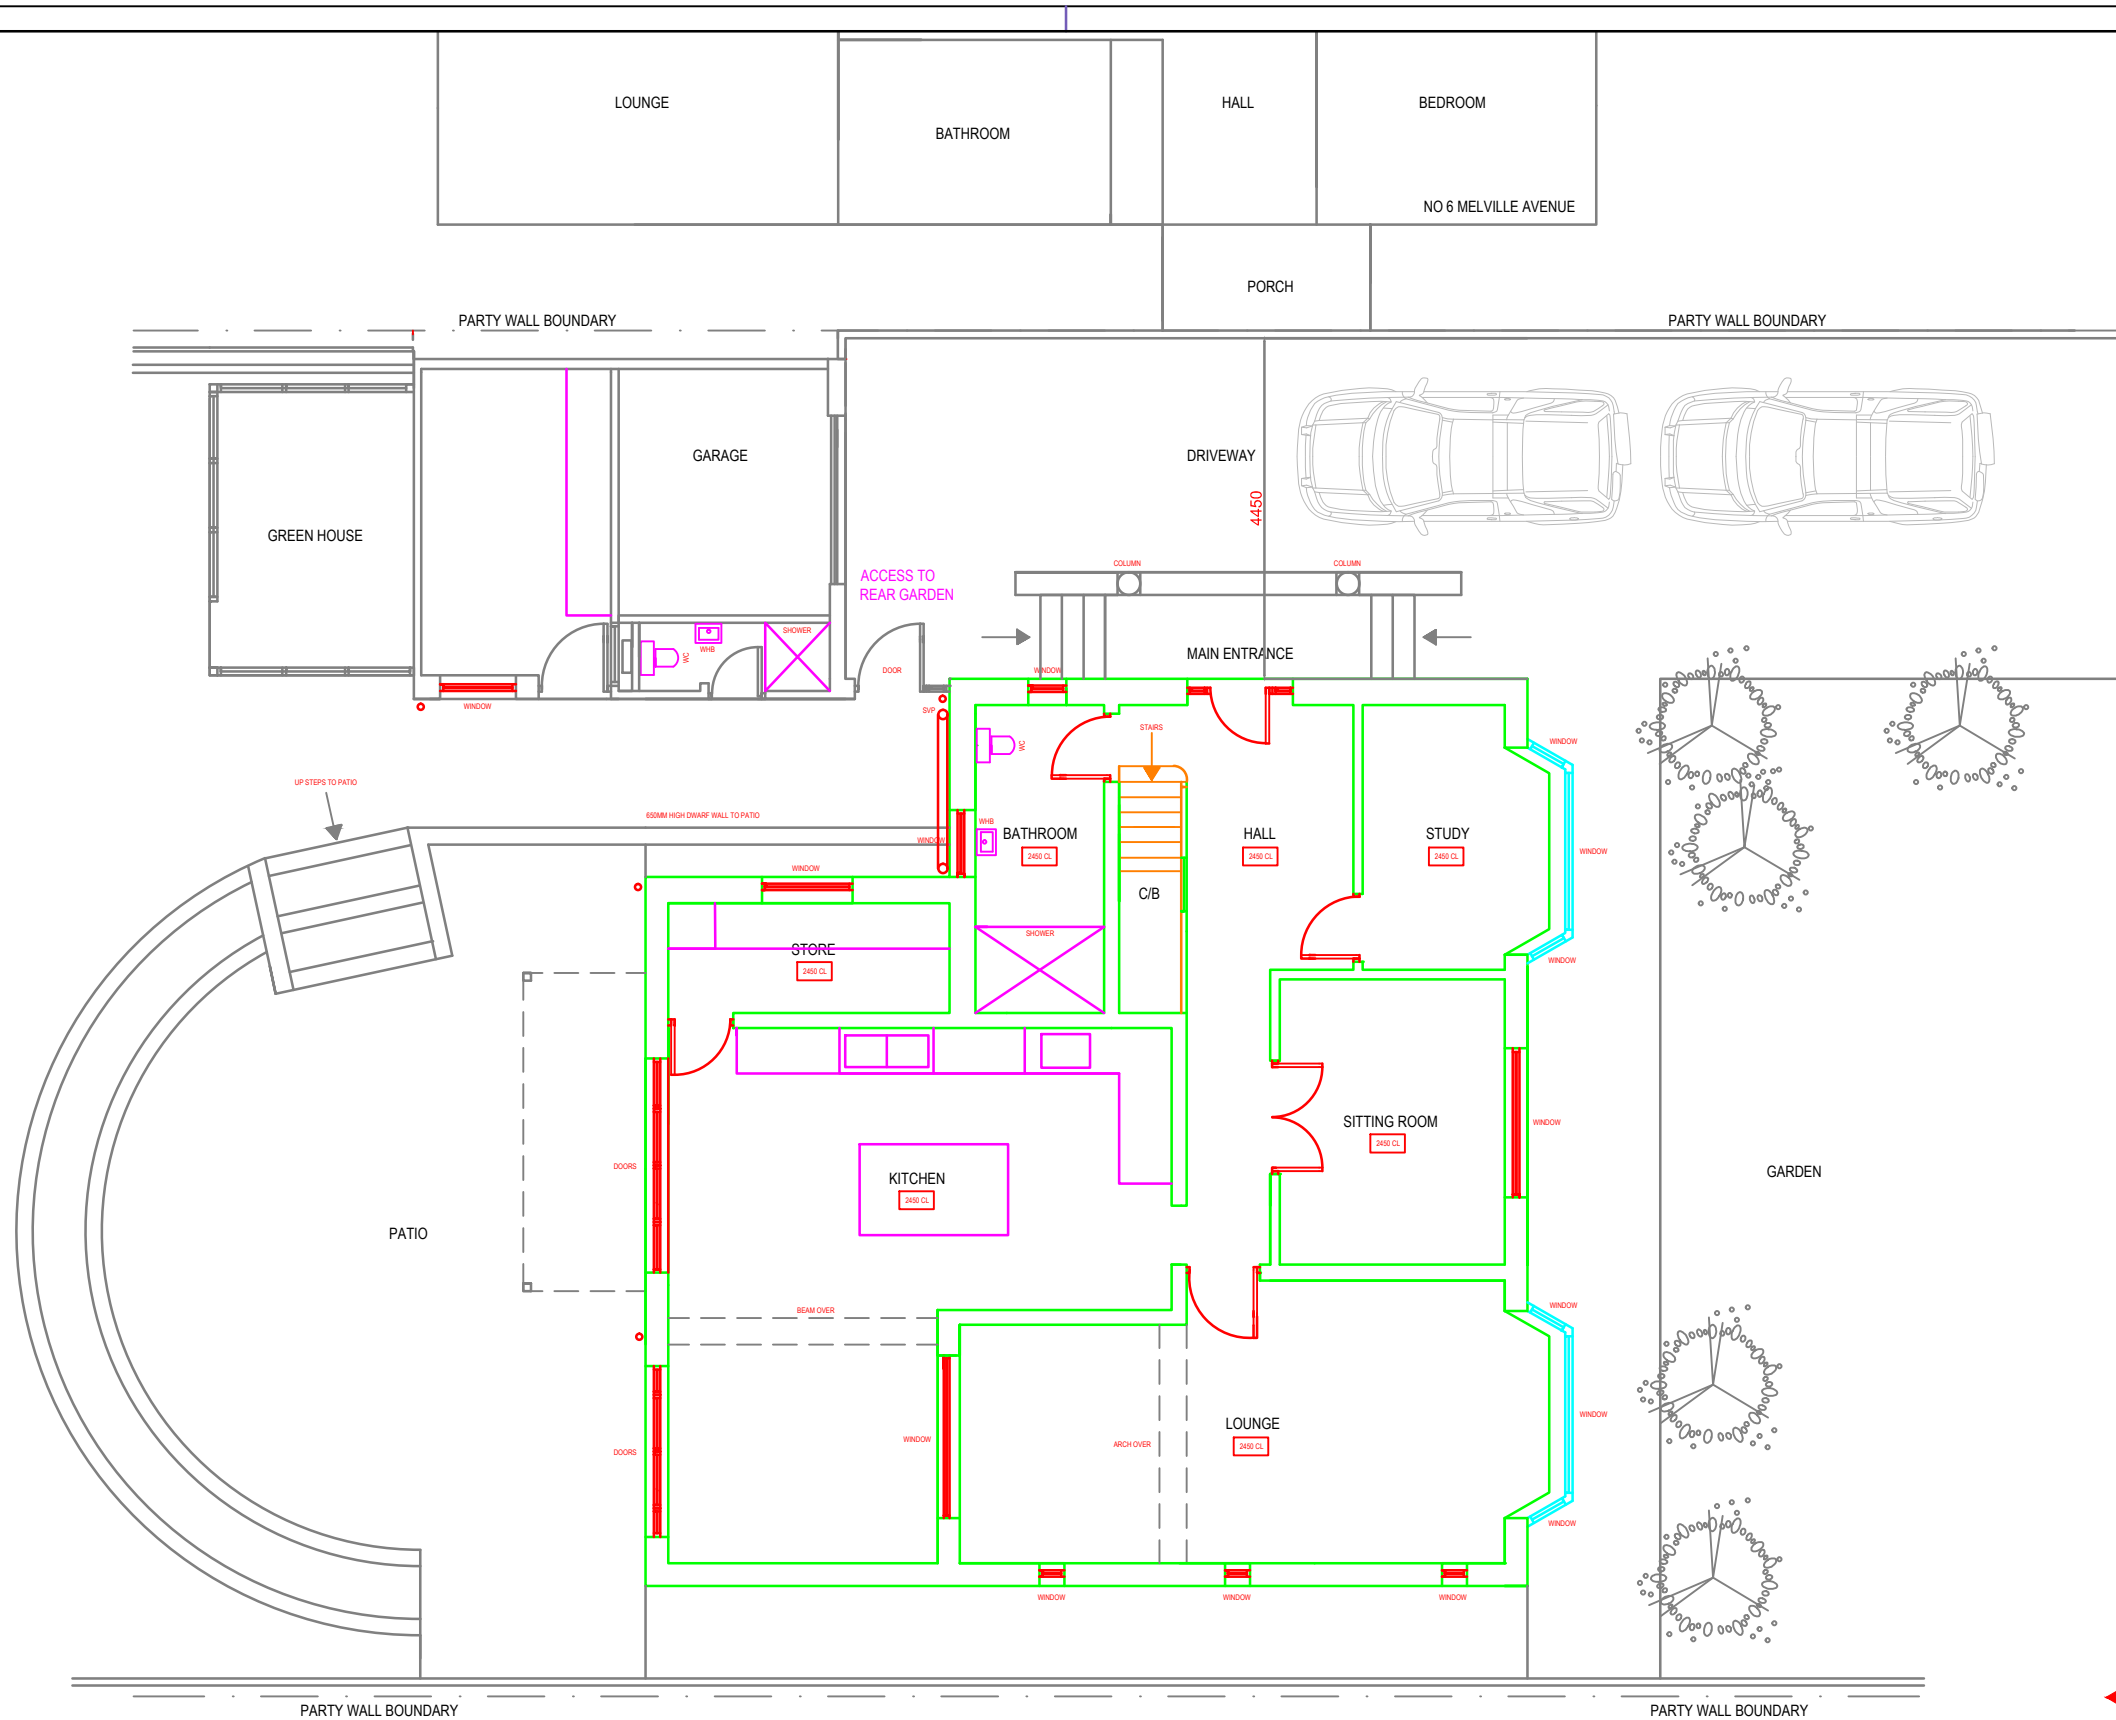 LOUNGE
BATHROOM
HALL
BEDROOM
NO 6 MELVILLE AVENUE
PORCH
PARTY WALL BOUNDARY
PARTY WALL BOUNDARY
GARAGE
DRIVEWAY
4450
GREEN HOUSE
COLUMN
COLUMN
ACCESS TO
REAR GARDEN
SHOWER
WHB
WC
DOOR
MAIN ENTRANCE
WINDOW
WINDOW
SVP
STAIRS
WC
WINDOW
UP STEPS TO PATIO
650MM HIGH DWARF WALL TO PATIO
WHB
WINDOW
BATHROOM
2450 CL
HALL
2450 CL
STUDY
2450 CL
WINDOW
WINDOW
C/B
SHOWER
STORE
2450 CL
WINDOW
SITTING ROOM
2450 CL
WINDOW
DOORS
KITCHEN
2450 CL
GARDEN
PATIO
BEAM OVER
WINDOW
LOUNGE
2450 CL
WINDOW
ARCH OVER
WINDOW
DOORS
WINDOW
WINDOW
WINDOW
WINDOW
PARTY WALL BOUNDARY
PARTY WALL BOUNDARY